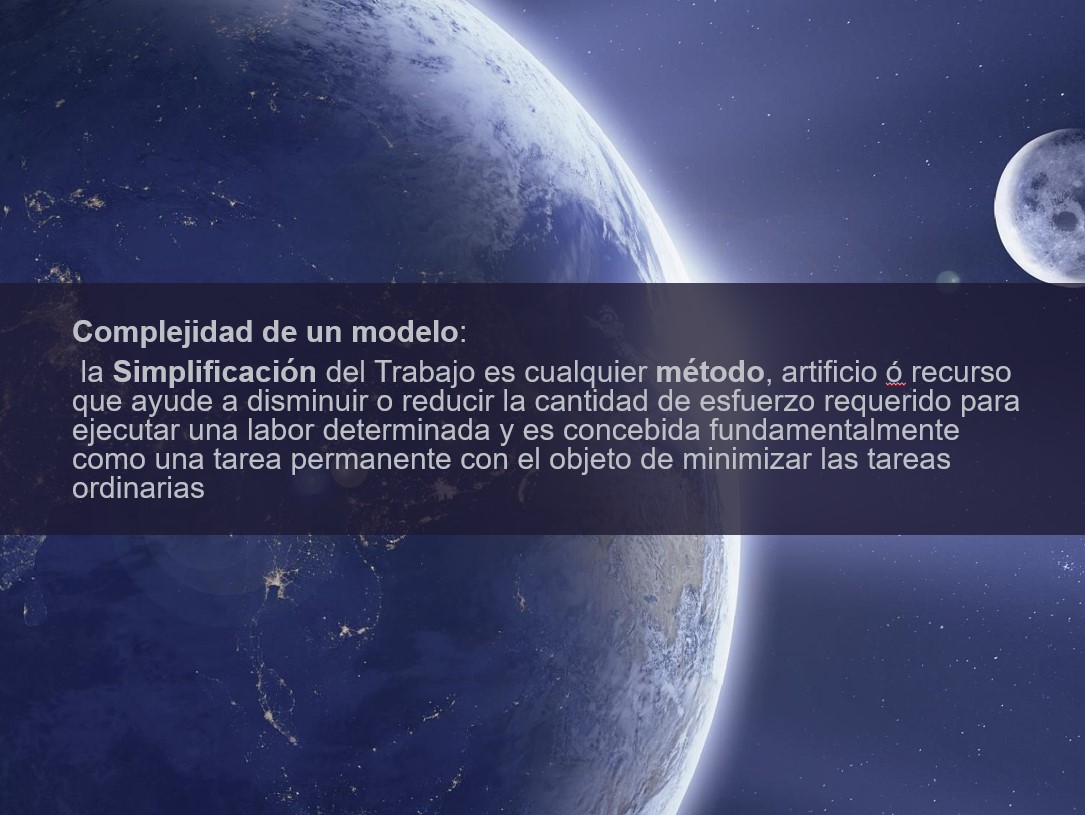 Complejidad de un modelo:
la Simplificación del Trabajo es cualquier método, artificio ó recurso
que ayude a disminuir o reducir la cantidad de esfuerzo requerido para
ejecutar una labor determinada y es concebida fundamentalmente
como una tarea permanente con el objeto de minimizar las tareas
ordinarias